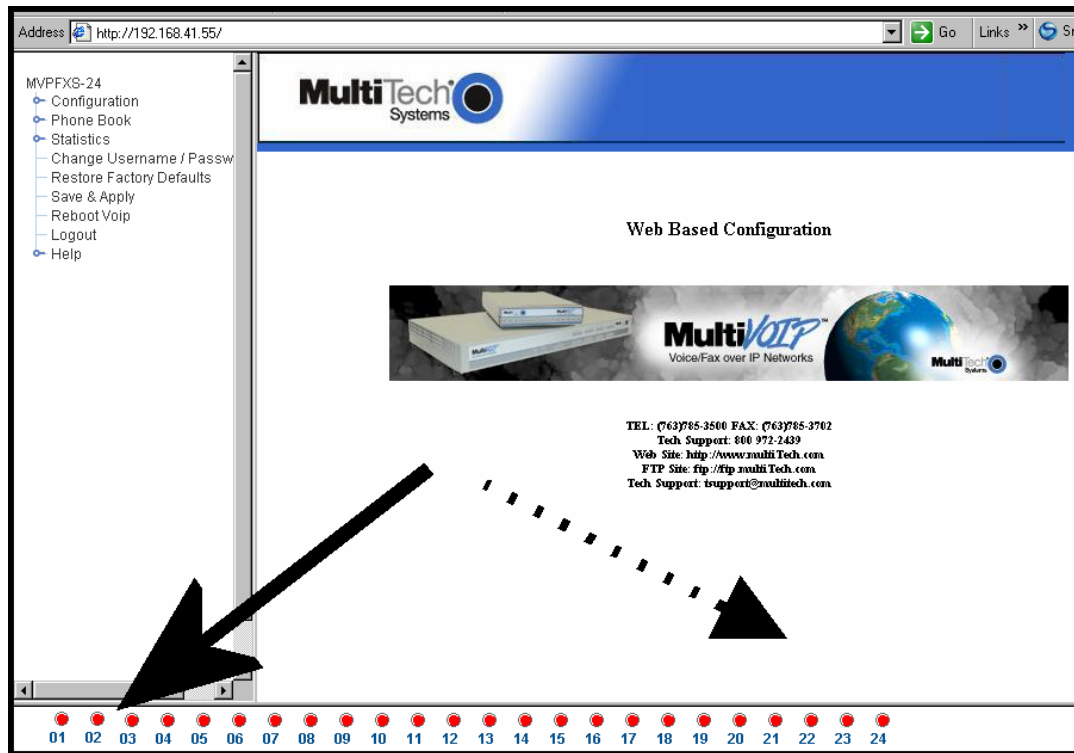 Address http://192.168.41.55/ Go Links »
MVPFXS-24
Configuration
Phone Book
Statistics
Change Username / Passw
Restore Factory Defaults
Save & Apply
Reboot Voip
Logout
Help
MultiTech
Systems
Web Based Configuration
MultiVOIP™
Voice/Fax over IP Networks
MultiTech
Systems
TEL: (763)785-3500 FAX: (763)785-3702
Tech Support: 800 972-2439
Web Site: http://www.multiTech.com
FTP Site: ftp://ftp.multiTech.com
Tech Support: tsupport@multitech.com
01 02 03 04 05 06 07 08 09 10 11 12 13 14 15 16 17 18 19 20 21 22 23 24